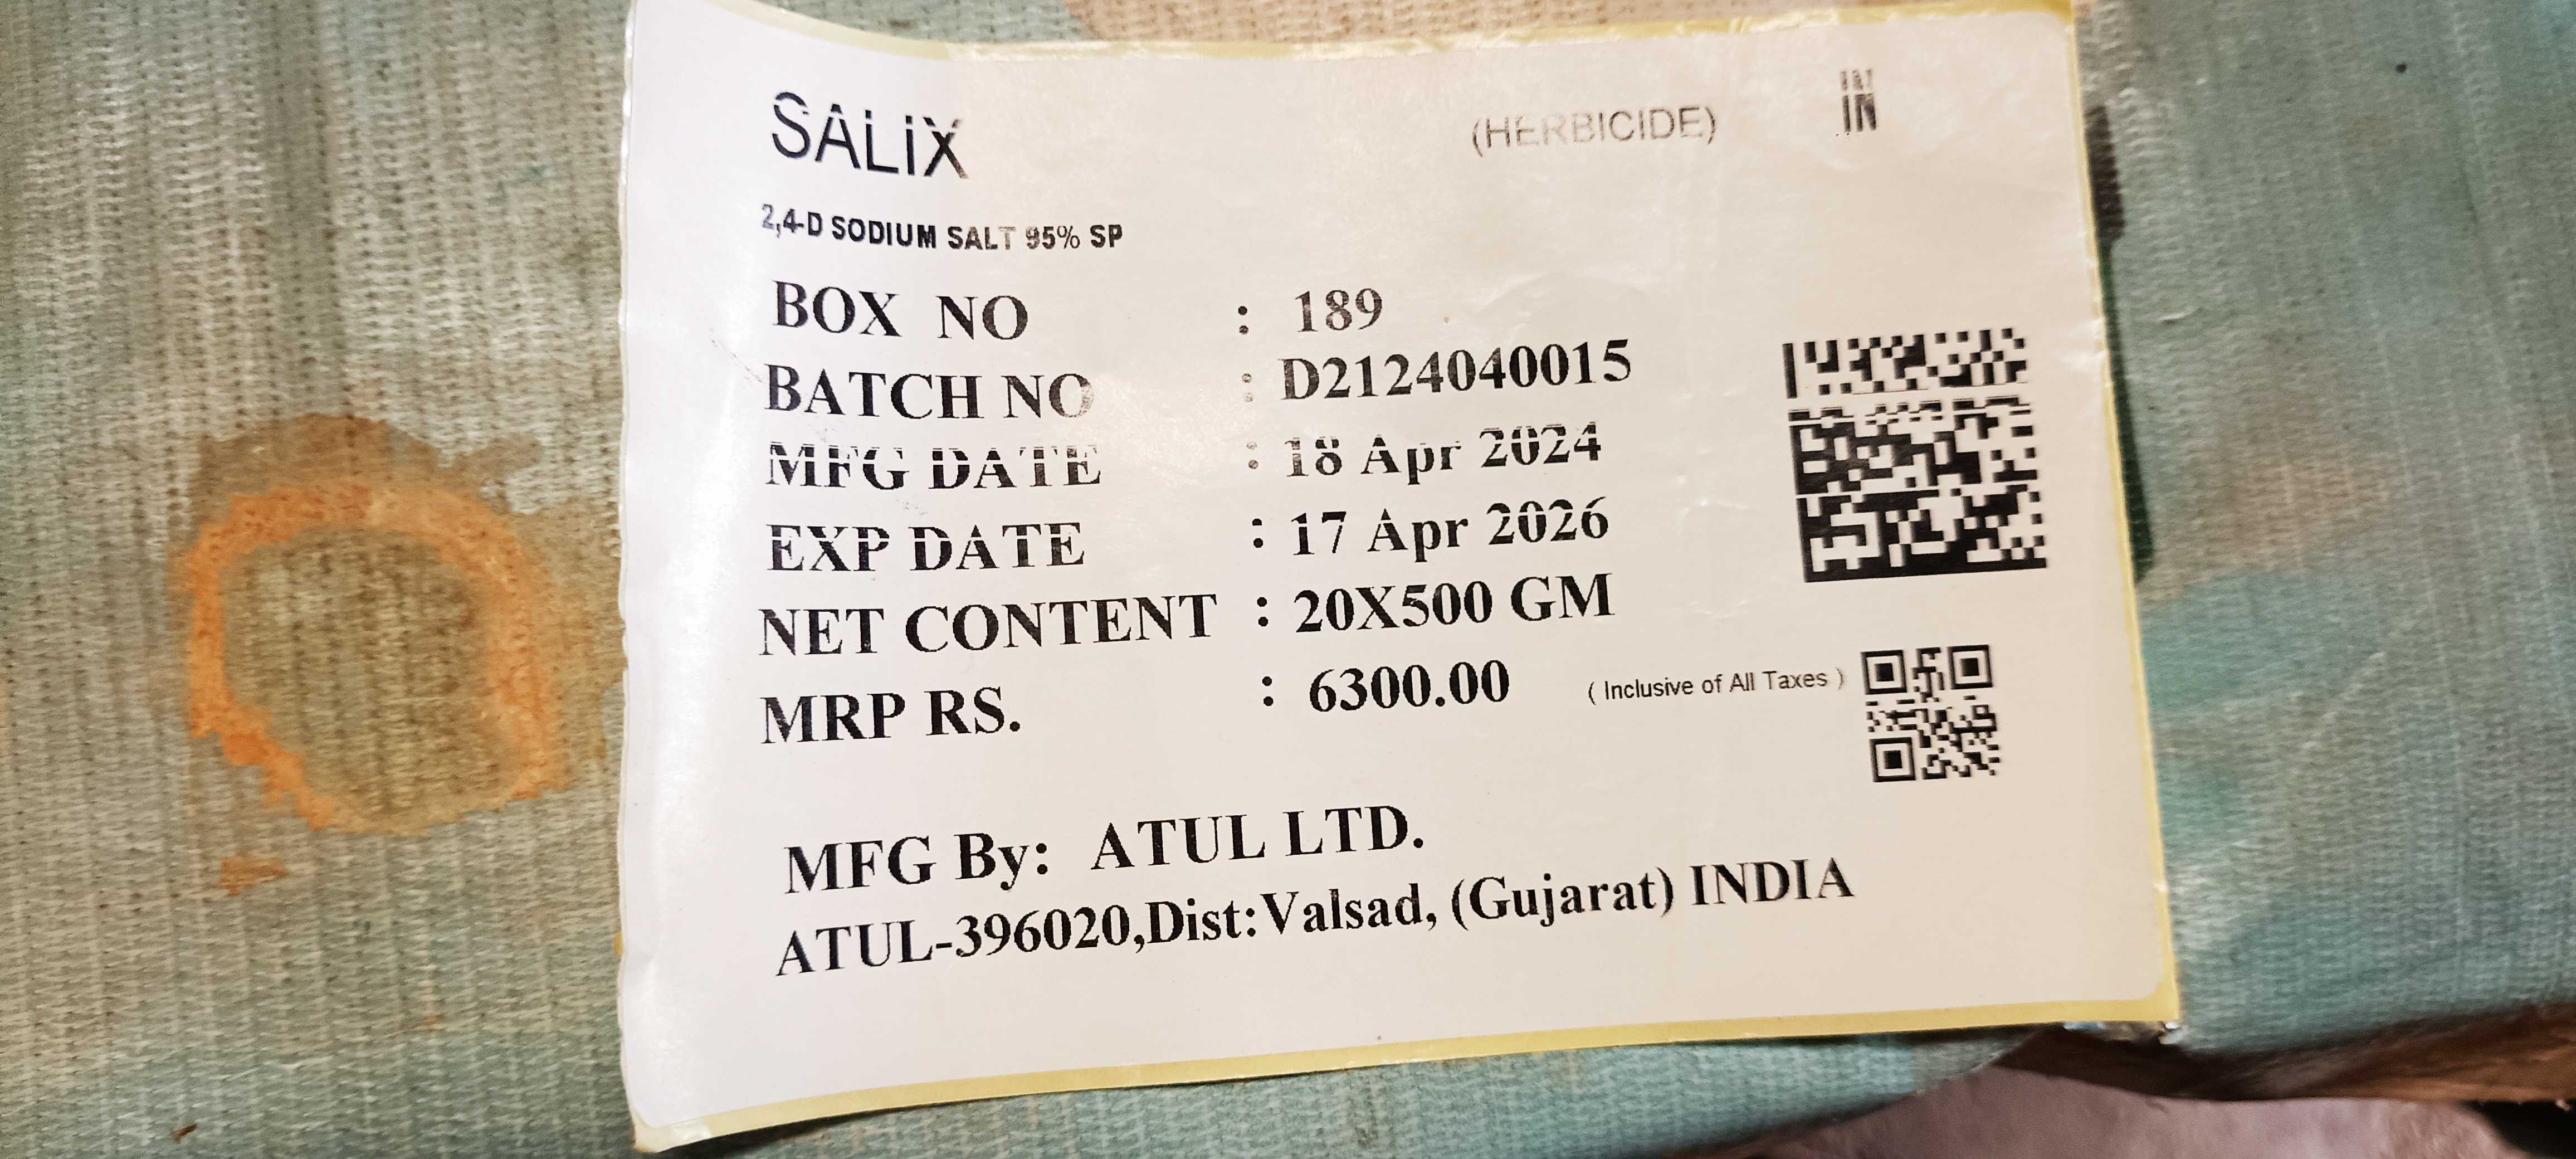 SALIX (HERBICIDE) IN
2,4-D SODIUM SALT 95% SP
BOX NO : 189
BATCH NO : D2124040015
MFG DATE : 18 Apr 2024
EXP DATE : 17 Apr 2026
NET CONTENT : 20X500 GM
MRP RS. : 6300.00 ( Inclusive of All Taxes )
MFG By: ATUL LTD.
ATUL-396020,Dist:Valsad, (Gujarat) INDIA